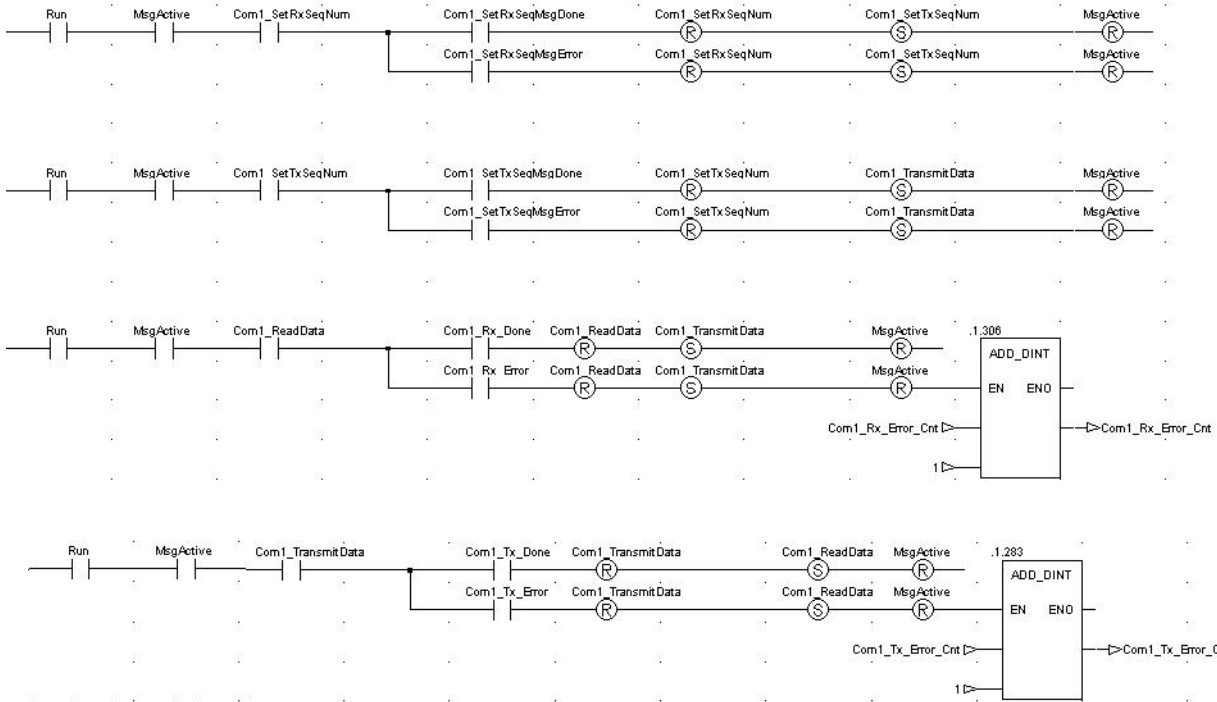 Run MsgActive Com1_SetRxSeqNum Com1_SetRxSeqMsgDone Com1_SetRxSeqNum Com1_SetTxSeqNum MsgActive
R S R
Com1_SetRxSeqMsgError Com1_SetRxSeqNum Com1_SetTxSeqNum MsgActive
R S R
Run MsgActive Com1_SetTxSeqNum Com1_SetTxSeqMsgDone Com1_SetTxSeqNum Com1_TransmitData MsgActive
R S R
Com1_SetTxSeqMsgError Com1_SetTxSeqNum Com1_TransmitData MsgActive
R S R
Run MsgActive Com1_ReadData Com1_Rx_Done Com1_ReadData Com1_TransmitData MsgActive .1.306
R S R ADD_DINT
Com1_Rx_Error Com1_ReadData Com1_TransmitData MsgActive
R S R EN ENO
Com1_Rx_Error_Cnt Com1_Rx_Error_Cnt
1
Run MsgActive Com1_TransmitData Com1_Tx_Done Com1_TransmitData Com1_ReadData MsgActive .1.283
R S R ADD_DINT
Com1_Tx_Error Com1_TransmitData Com1_ReadData MsgActive
R S R EN ENO
Com1_Tx_Error_Cnt Com1_Tx_Error_
1